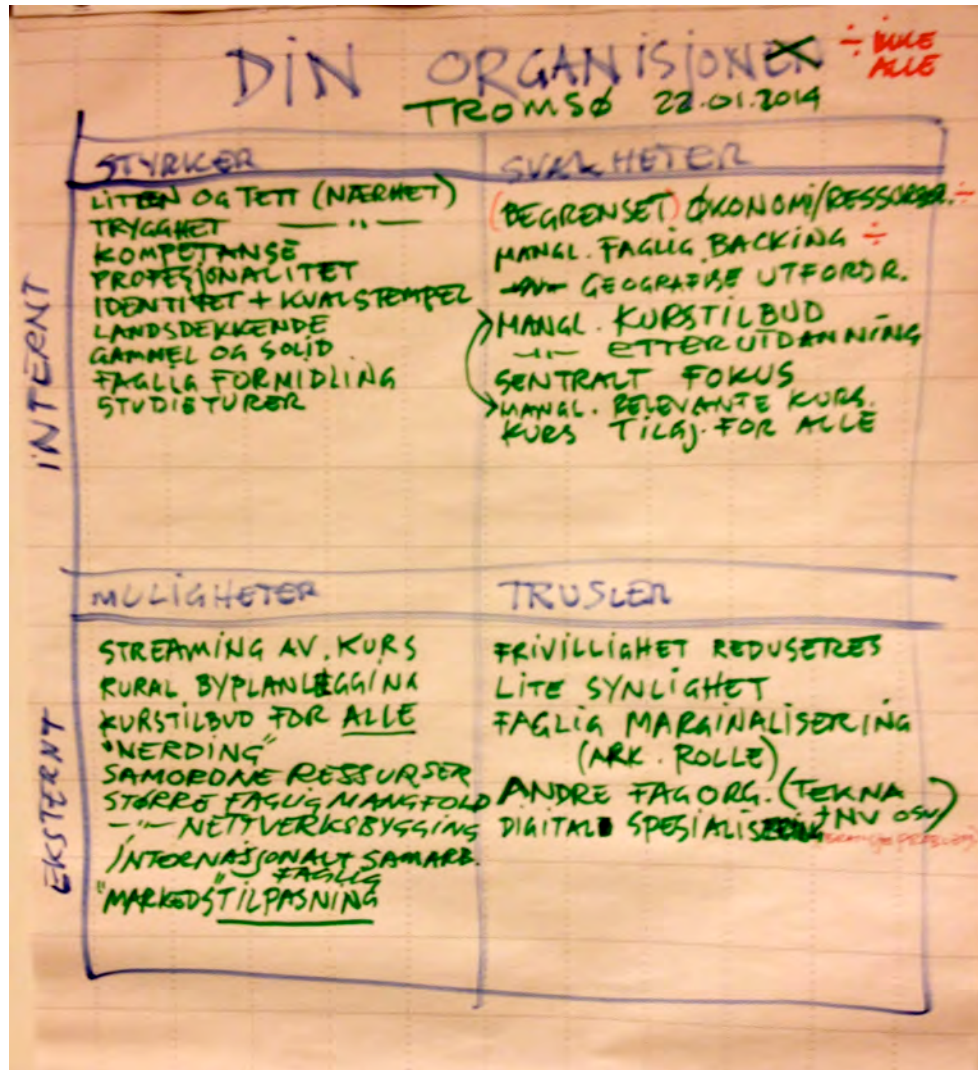 DIN ORGANISJONEN
÷ IKKE
ALLE
TROMSØ 22.01.2014
INTERNT
STYRKER
LITEN OG TETT (NÆRHET)
TRYGGHET —"—
KOMPETANSE
PROFESJONALITET
IDENTITET + KVALSTEMPEL
LANDSDEKKENDE
GAMMEL OG SOLID
FAGLIG FORMIDLING
STUDIETURER
SVAKHETER
(BEGRENSET) ØKONOMI/RESSURSER. ÷
MANGL. FAGLIG BACKING ÷
GEOGRAFISKE UTFORDR.
MANGL. KURSTILBUD
—"— ETTERUTDANNING
SENTRALT FOKUS
MANGL. RELEVANTE KURS.
KURS TILGJ. FOR ALLE
EKSTERNT
MULIGHETER
STREAMING AV. KURS
RURAL BYPLANLEGGING
KURSTILBUD FOR ALLE
"NERDING"
SAMORDNE RESSURSER
STØRRE FAGLIG MANGFOLD
—"— NETTVERKSBYGGING
INTERNASJONALT SAMARB.
FAGLIG
"MARKEDSTILPASNING"
TRUSLER
FRIVILLIGHET REDUSERES
LITE SYNLIGHET
FAGLIG MARGINALISERING
(ARK. ROLLE)
ANDRE FAGORG. (TEKNA
+NV OSV)
DIGITAL SPESIALISERING